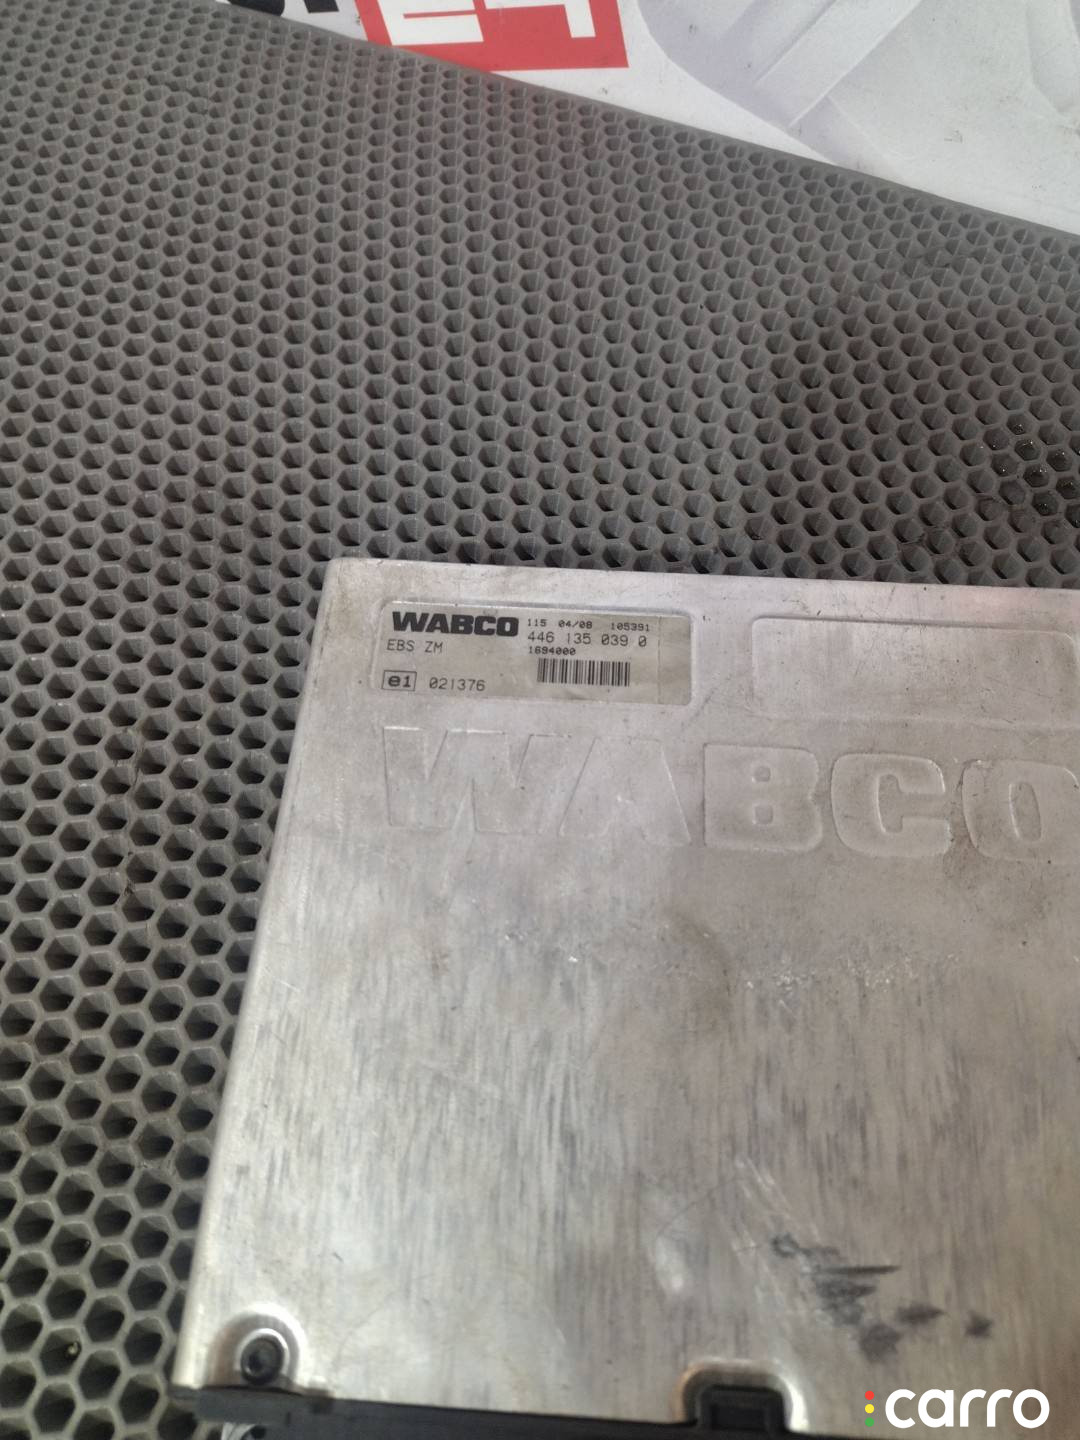 WABCO 115 04/08 105391
446 135 039 0
EBS ZM 1694000
e1 021376
WABCO
carro